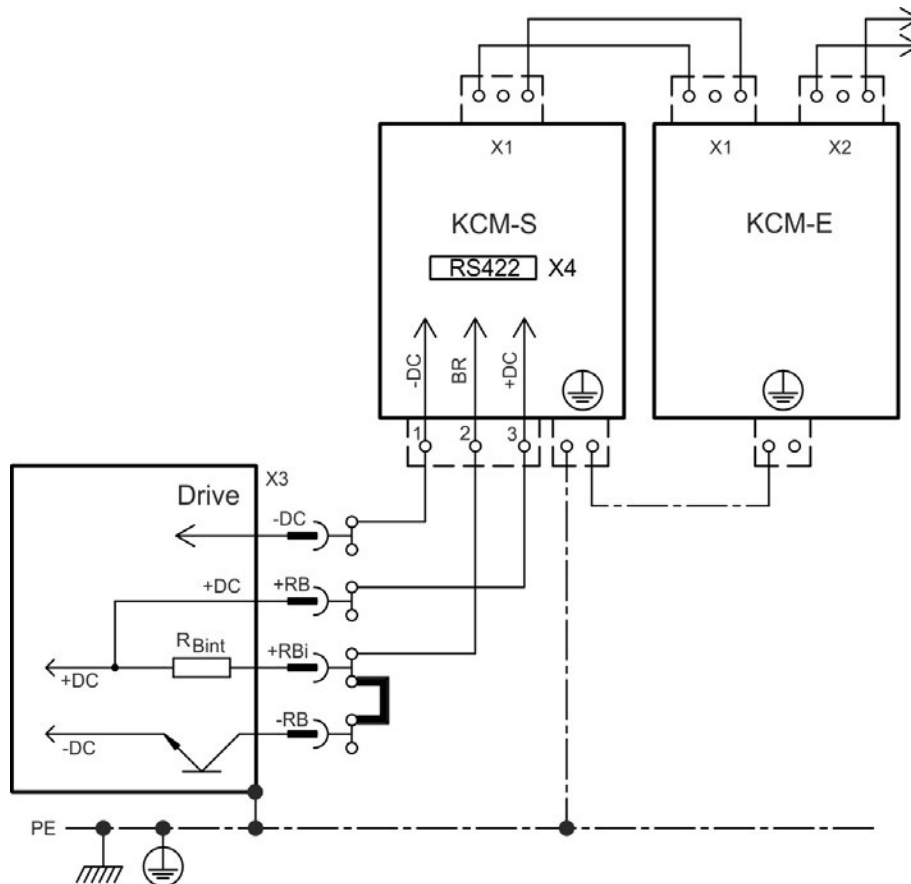 X1
X1
X2
KCM-S
KCM-E
RS422
X4
-DC
BR
+DC
1
2
3
X3
Drive
-DC
+DC
+RB
RBint
+RBi
+DC
-RB
-DC
PE